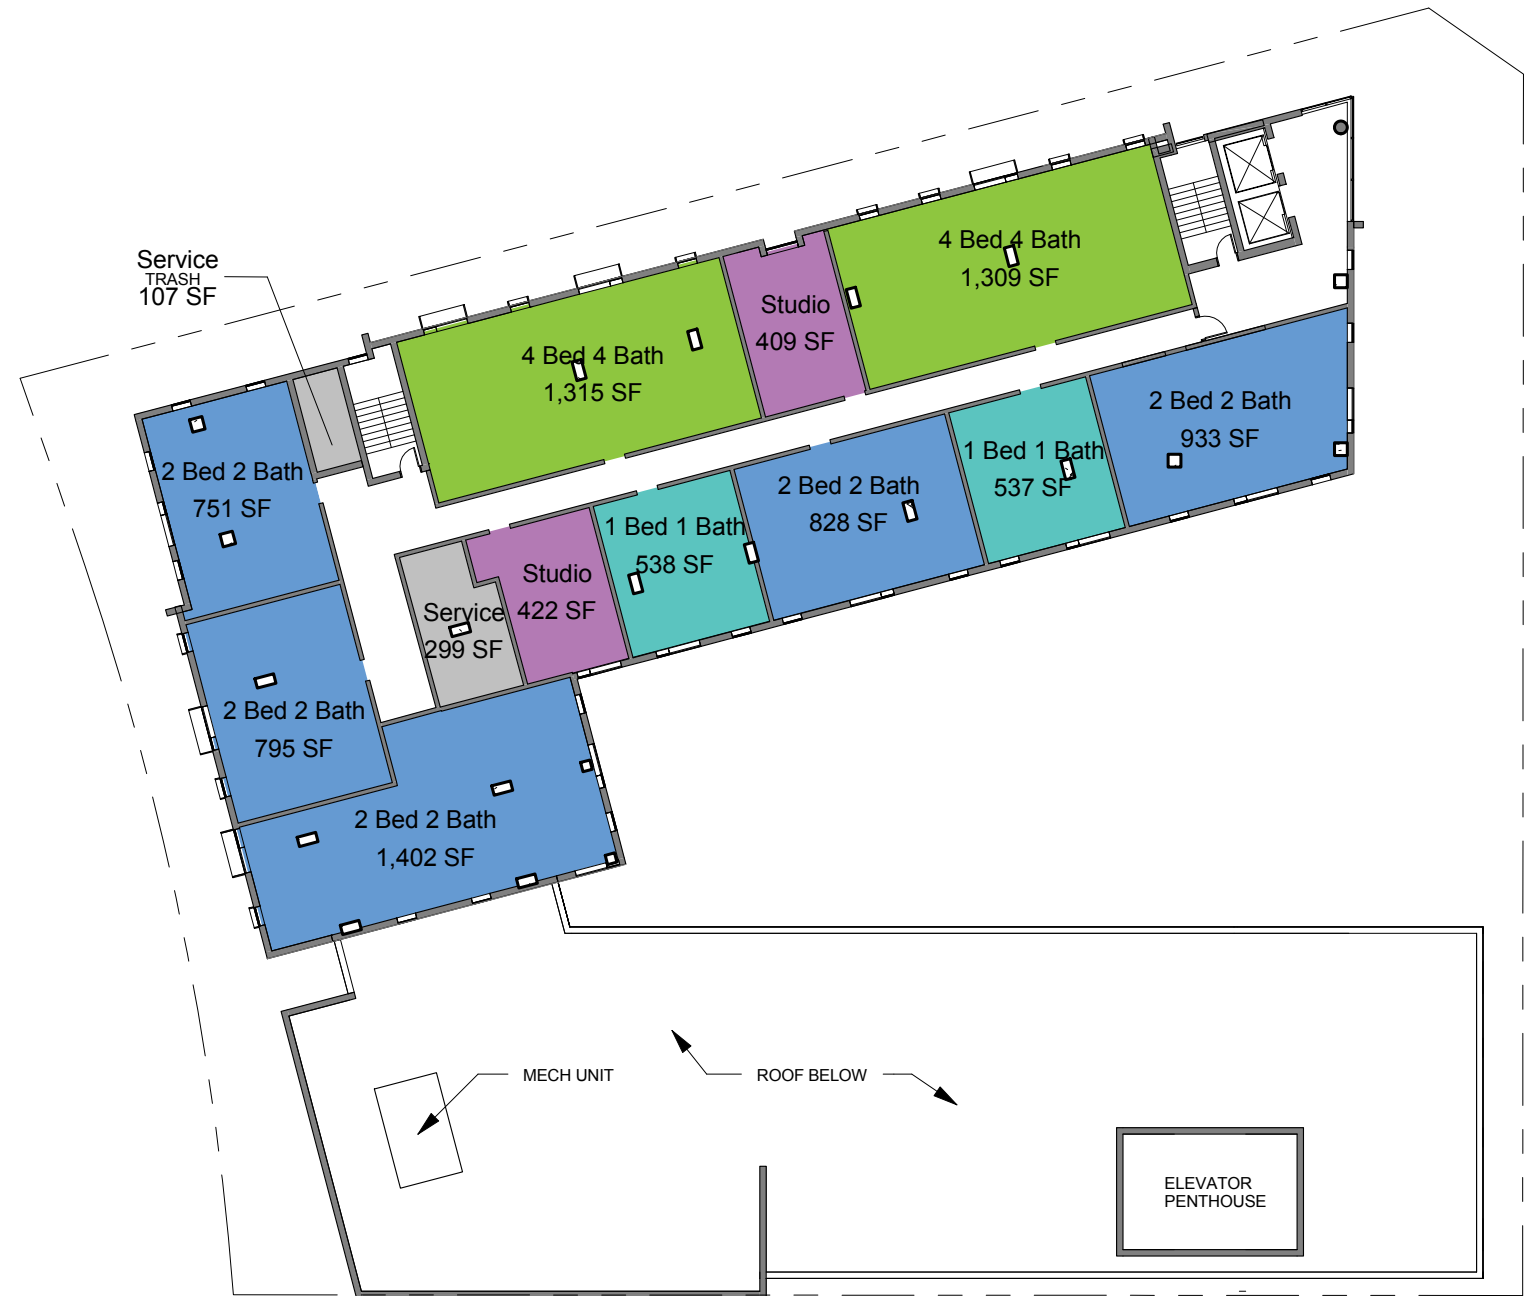 Service
TRASH
107 SF
4 Bed 4 Bath
1,309 SF
Studio
409 SF
4 Bed 4 Bath
1,315 SF
2 Bed 2 Bath
933 SF
1 Bed 1 Bath
537 SF
2 Bed 2 Bath
828 SF
1 Bed 1 Bath
538 SF
Studio
422 SF
Service
299 SF
2 Bed 2 Bath
751 SF
2 Bed 2 Bath
795 SF
2 Bed 2 Bath
1,402 SF
MECH UNIT
ROOF BELOW
ELEVATOR
PENTHOUSE